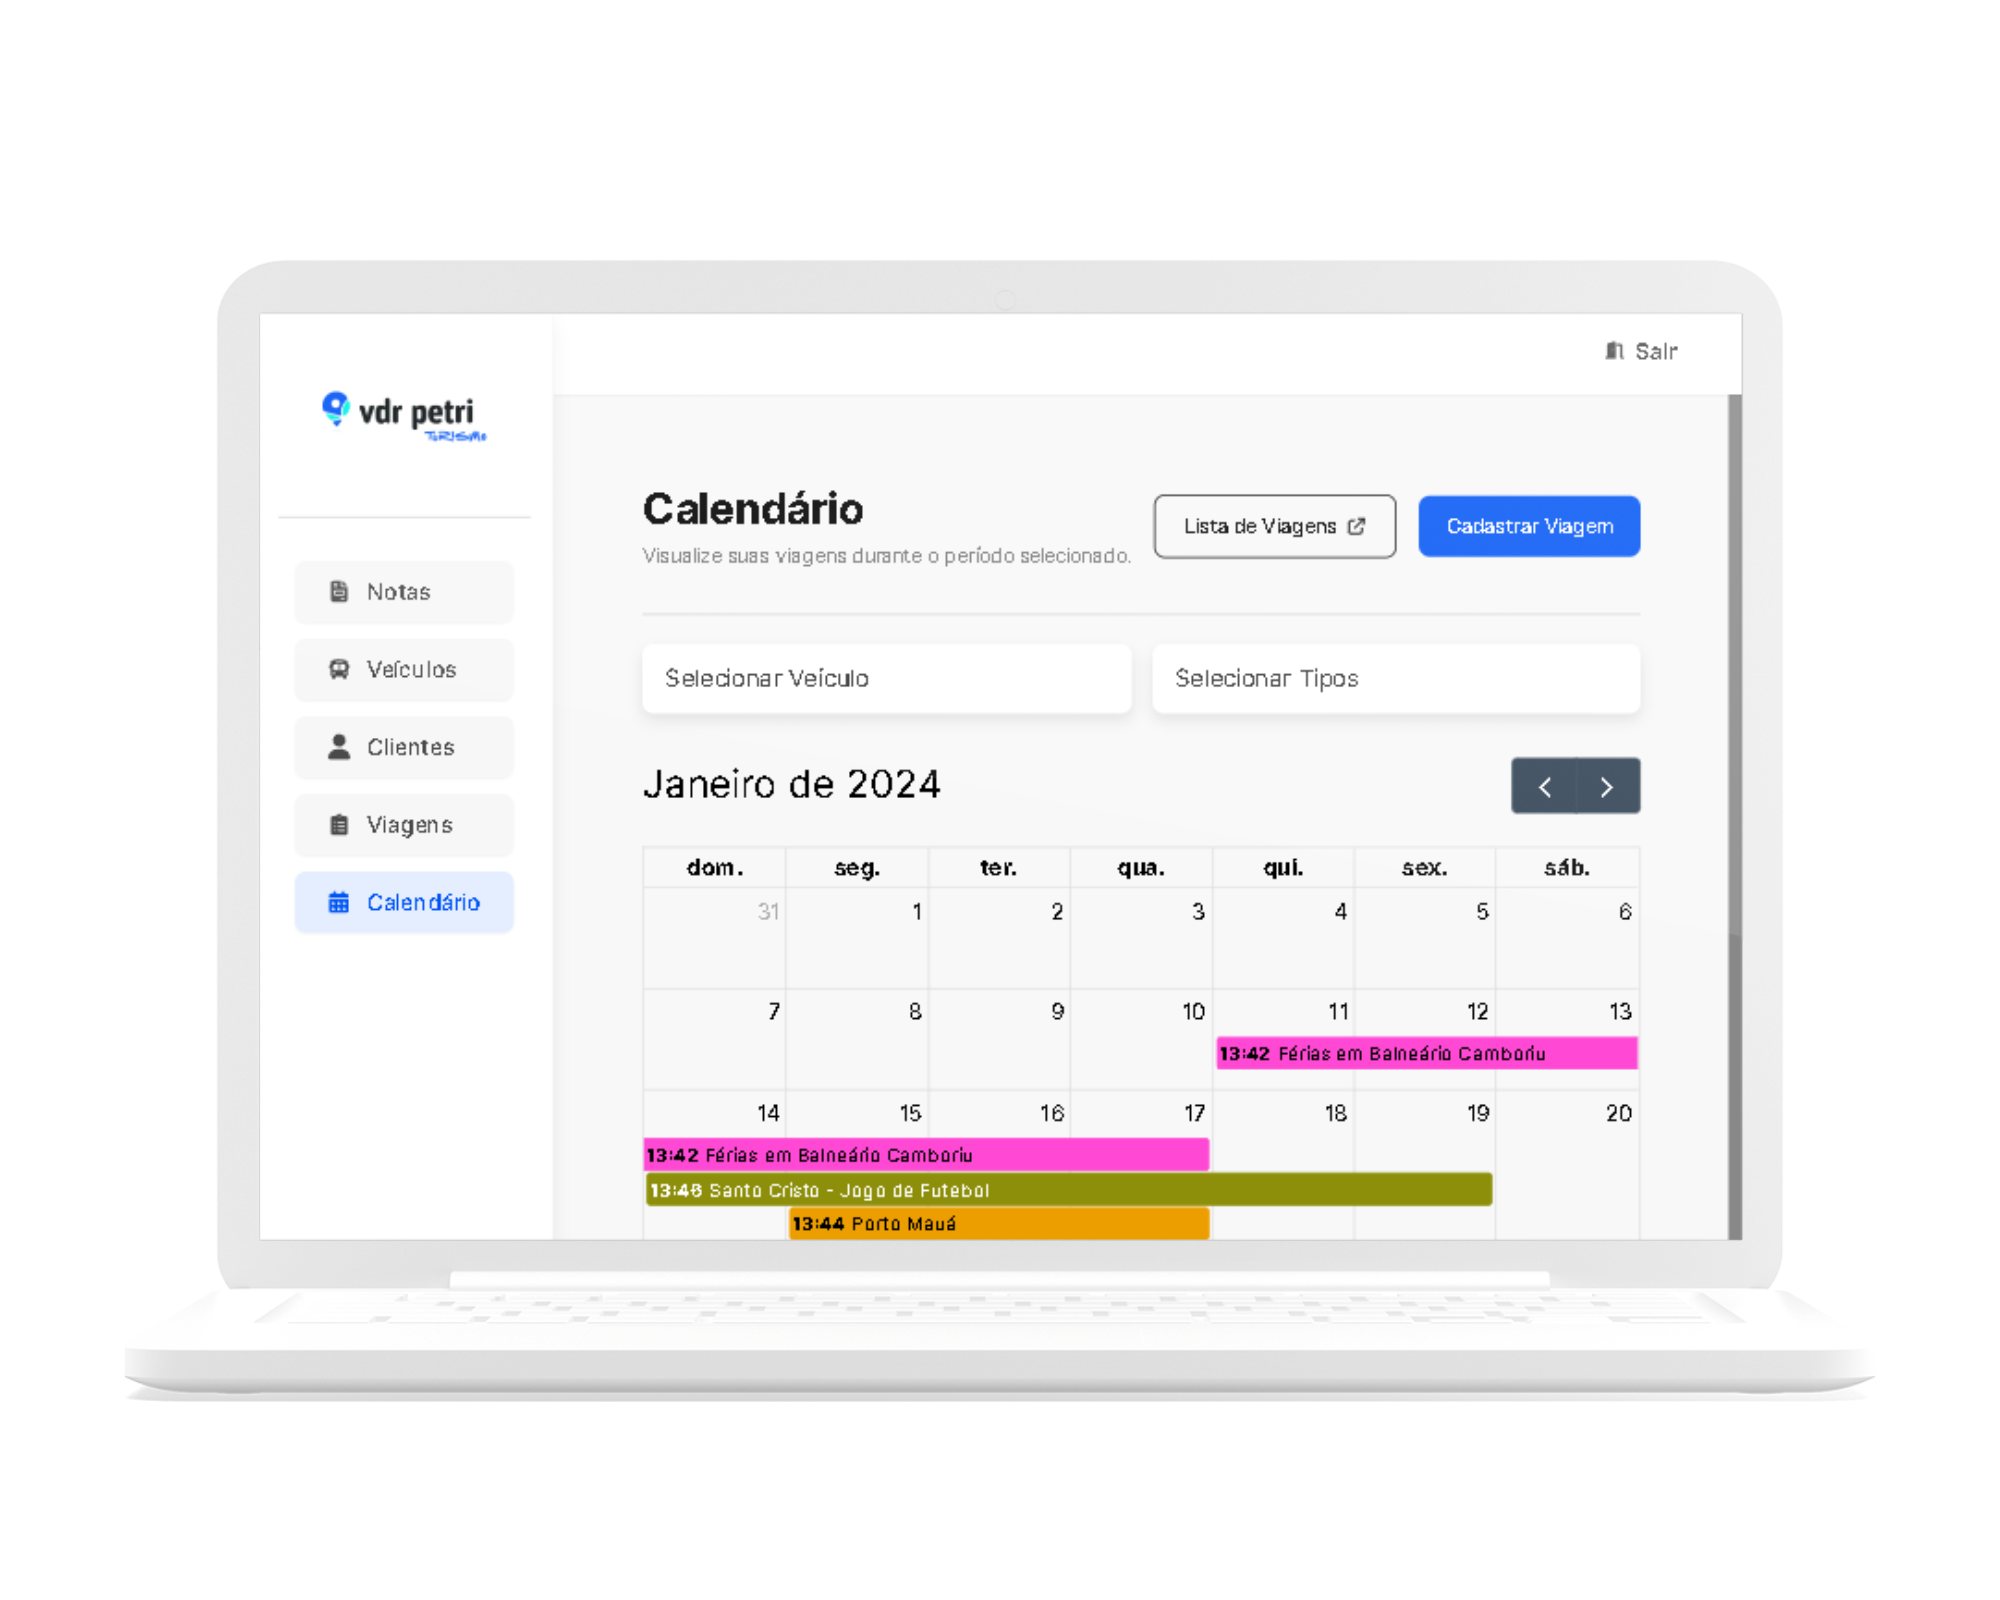 Sair
vdr petri
TURISMO
Calendário
Visualize suas viagens durante o período selecionado.
Lista de Viagens
Cadastrar Viagem
Notas
Veículos
Clientes
Viagens
Calendário
Selecionar Veículo
Selecionar Tipos
Janeiro de 2024
dom. seg. ter. qua. qui. sex. sáb.
31 1 2 3 4 5 6
7 8 9 10 11 12 13
13:42 Férias em Balneário Camboriu
14 15 16 17 18 19 20
13:42 Férias em Balneário Camboriu
13:46 Santo Cristo - Jogo de Futebol
13:44 Porto Mauá